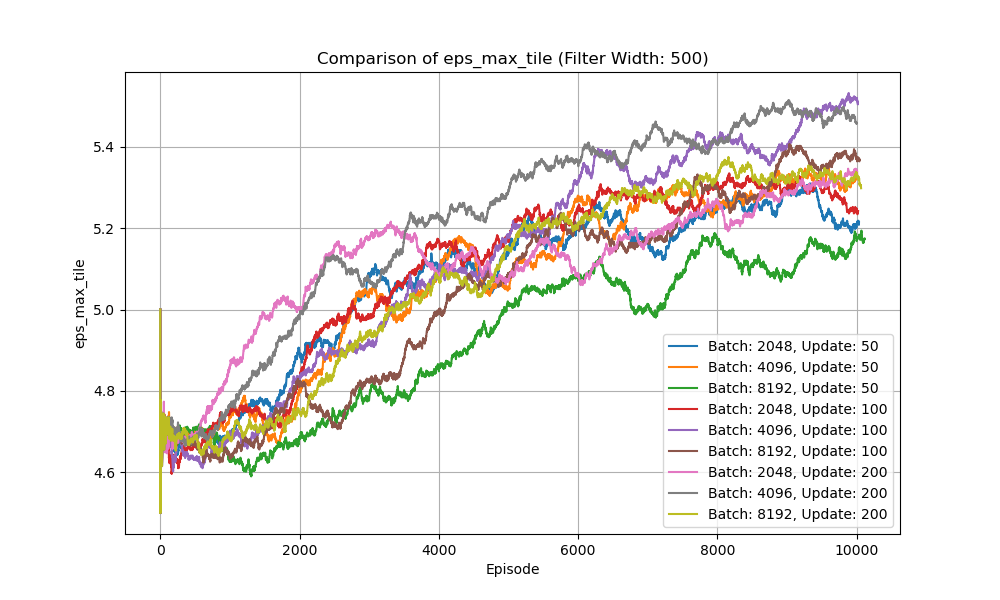 Comparison of eps_max_tile (Filter Width: 500)
eps_max_tile
5.4
5.2
5.0
4.8
4.6
Batch: 2048, Update: 50
Batch: 4096, Update: 50
Batch: 8192, Update: 50
Batch: 2048, Update: 100
Batch: 4096, Update: 100
Batch: 8192, Update: 100
Batch: 2048, Update: 200
Batch: 4096, Update: 200
Batch: 8192, Update: 200
0 2000 4000 6000 8000 10000
Episode